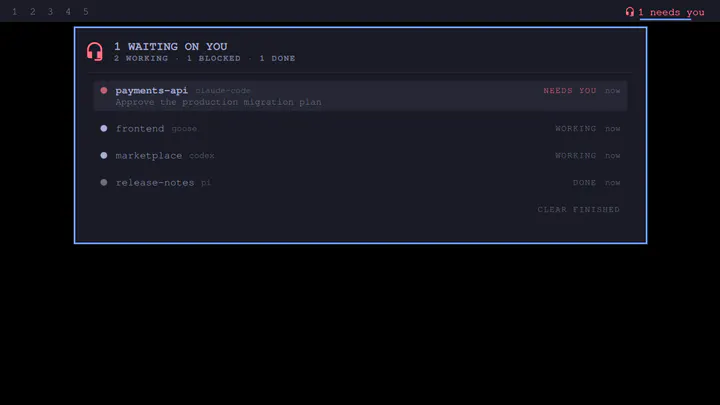 1 2 3 4 5
1 needs you
1 WAITING ON YOU
2 WORKING · 1 BLOCKED · 1 DONE
payments-api claude-code NEEDS YOU now
Approve the production migration plan
frontend goose WORKING now
marketplace codex WORKING now
release-notes pi DONE now
CLEAR FINISHED